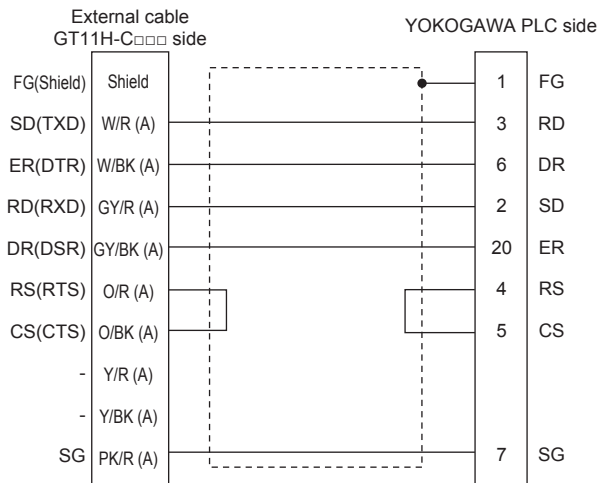 External cable
GT11H-C□□□ side
YOKOGAWA PLC side
FG(Shield) Shield 1 FG
SD(TXD) W/R (A) 3 RD
ER(DTR) W/BK (A) 6 DR
RD(RXD) GY/R (A) 2 SD
DR(DSR) GY/BK (A) 20 ER
RS(RTS) O/R (A) 4 RS
CS(CTS) O/BK (A) 5 CS
- Y/R (A)
- Y/BK (A)
SG PK/R (A) 7 SG